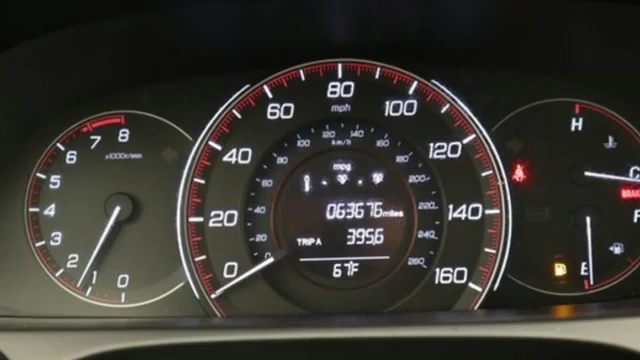 8
7
6
5
4
3
2
1
0
x1000r/min
0
20
40
60
80
100
120
140
160
mph
0
20
40
60
80
100
120
140
160
180
200
220
240
260
km/h
mpg
063676 miles
TRIP A 395.6
67°F
H
C
BRAKE
F
E